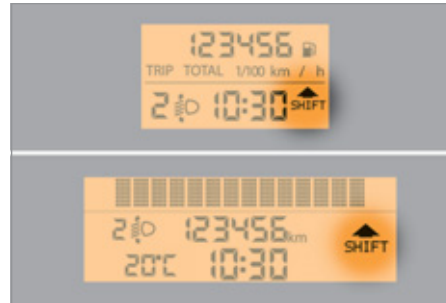 123456
TRIP TOTAL 1/100 km / h
2 10:30 SHIFT
2 123456km
SHIFT
20°C 10:30